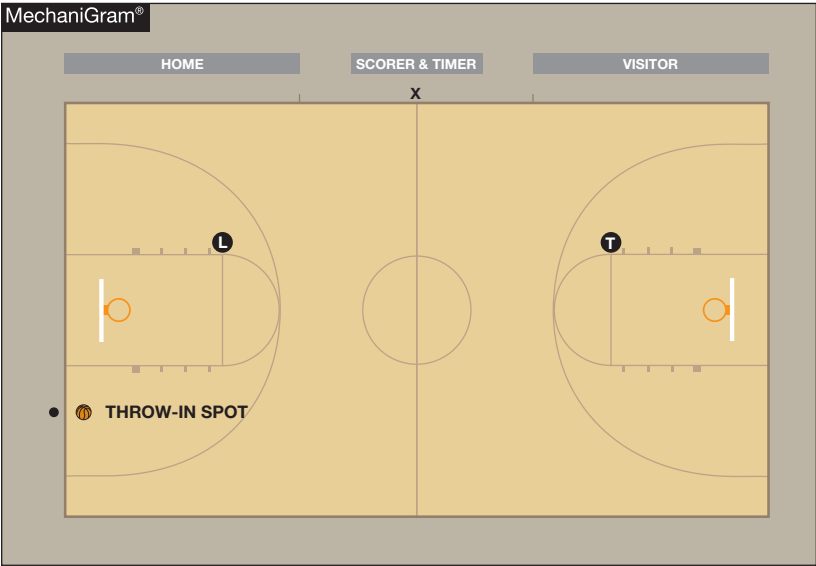 MechaniGram®
HOME
SCORER & TIMER
VISITOR
X
L
T
THROW-IN SPOT